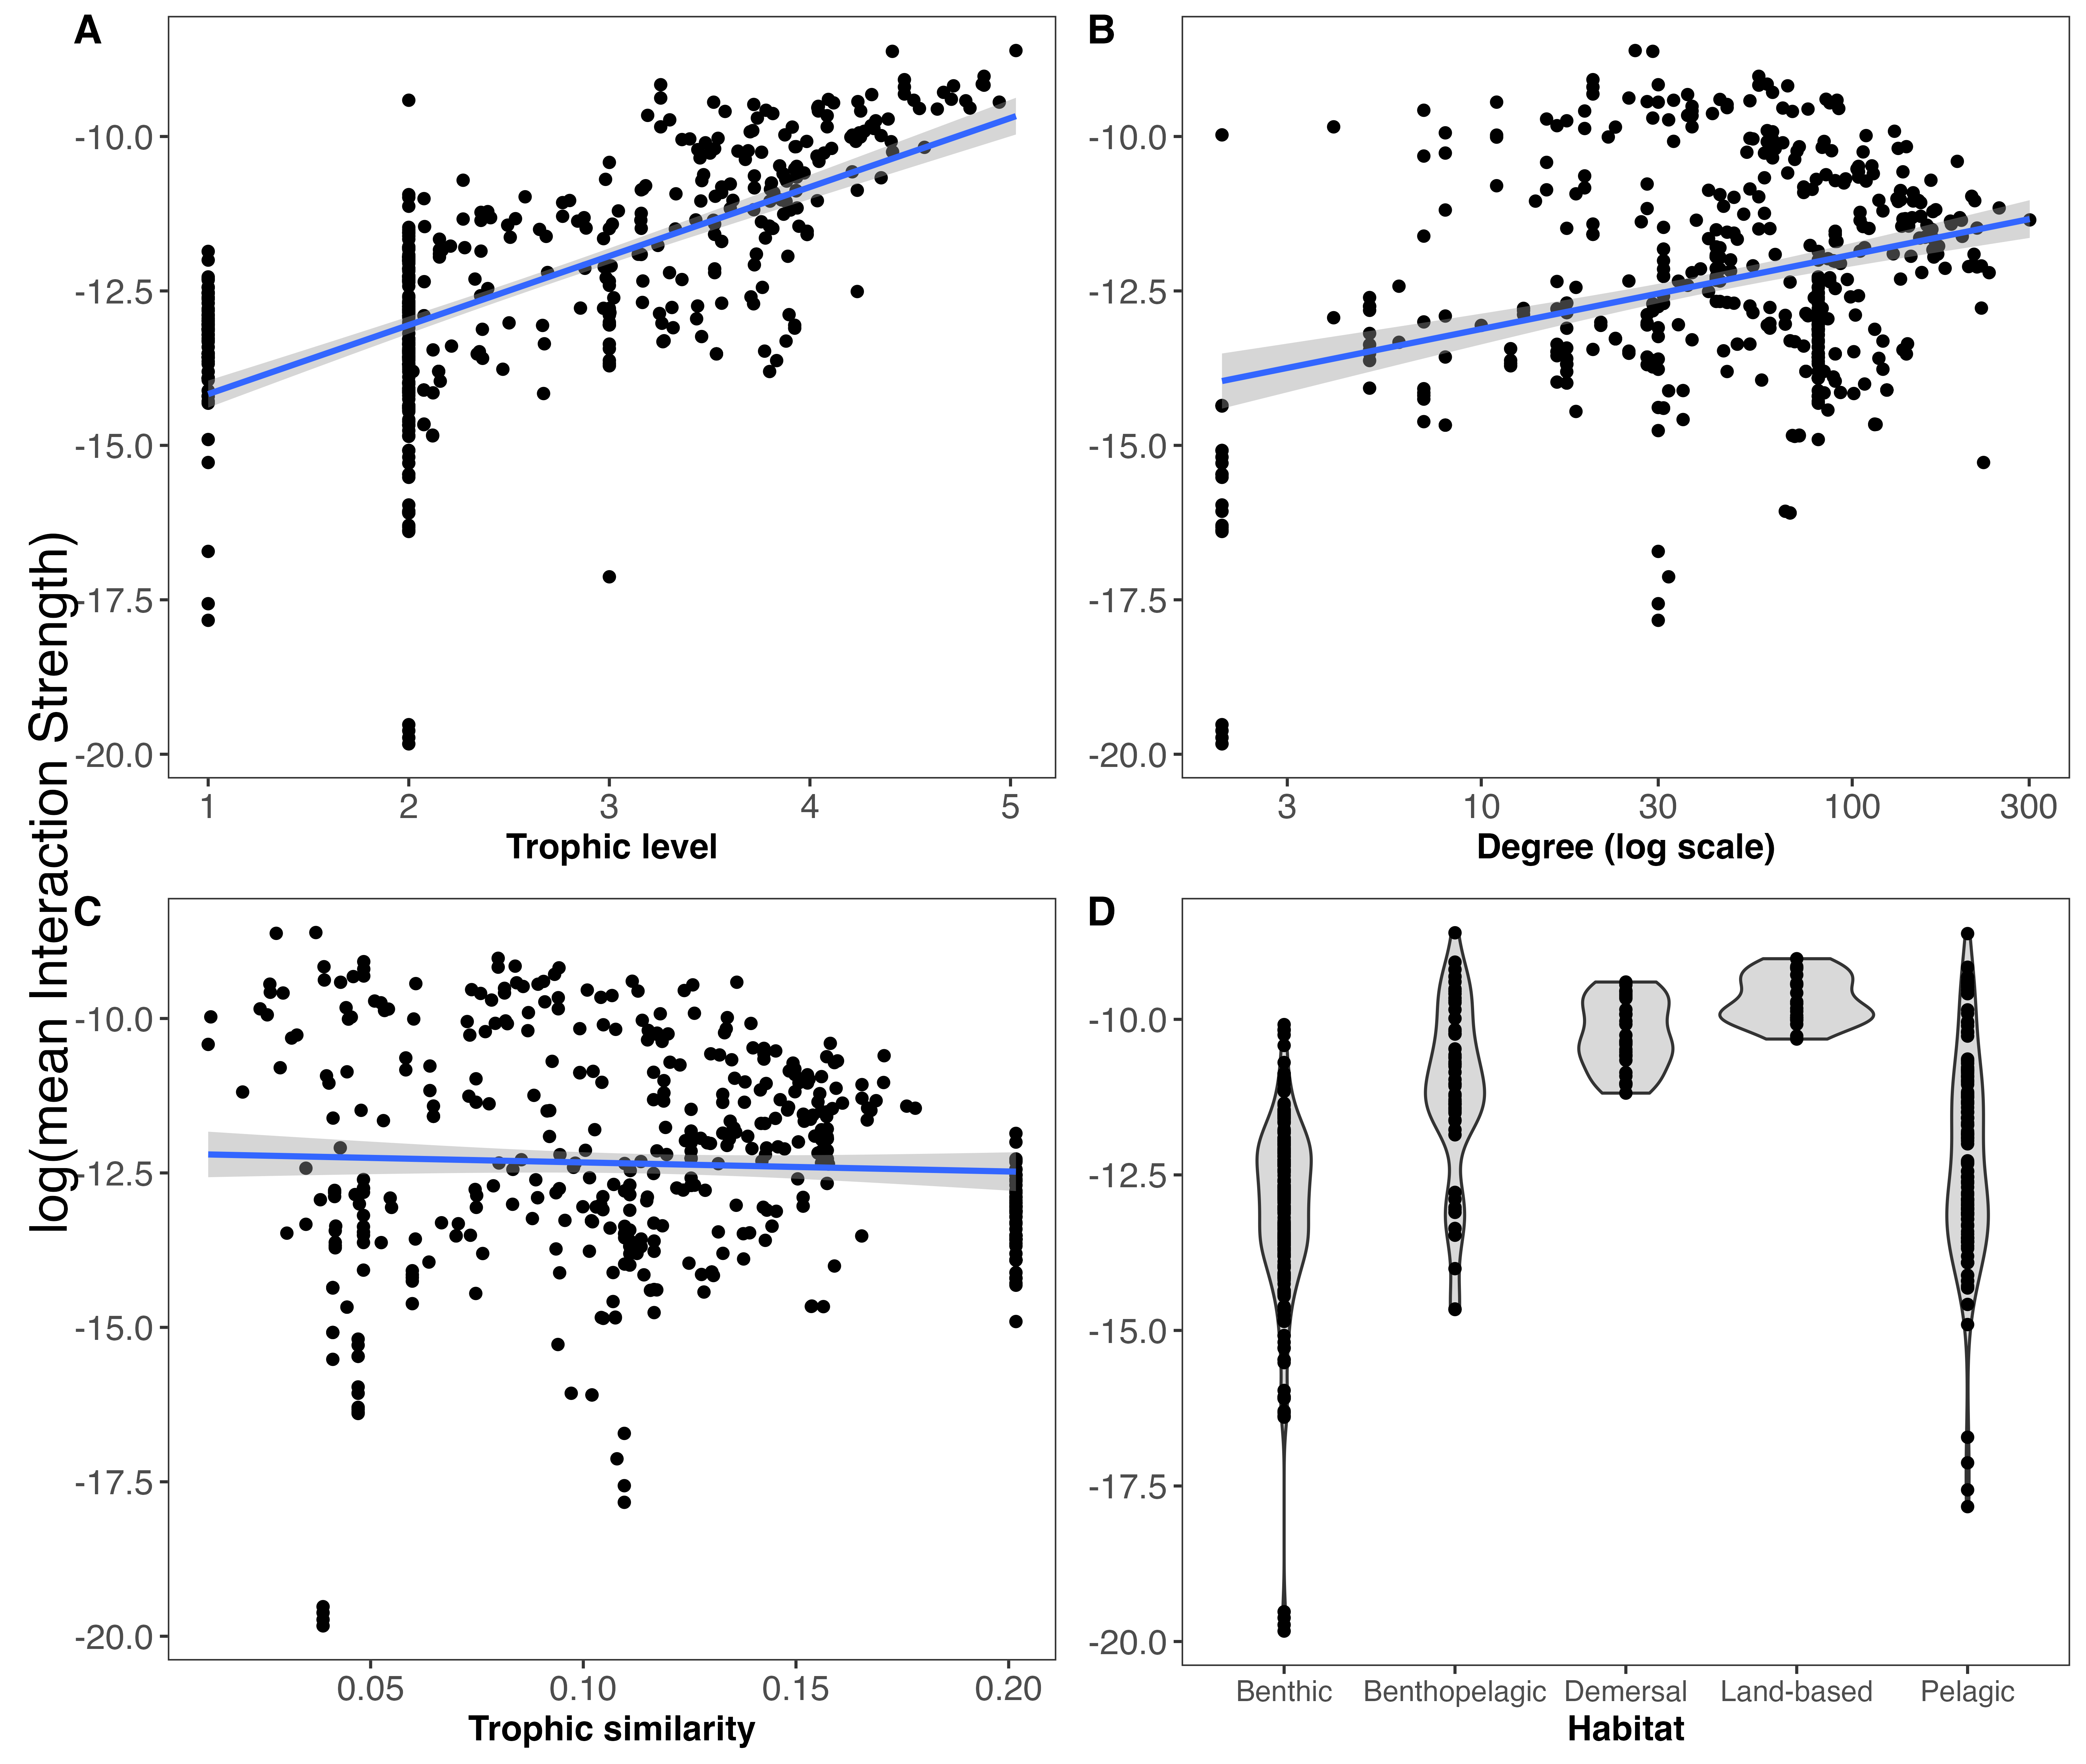 A
B
-10.0
-12.5
-15.0
-17.5
-20.0
1 2 3 4 5
Trophic level
-10.0
-12.5
-15.0
-17.5
-20.0
3 10 30 100 300
Degree (log scale)
log(mean Interaction Strength)
C
D
-10.0
-12.5
-15.0
-17.5
-20.0
0.05 0.10 0.15 0.20
Trophic similarity
-10.0
-12.5
-15.0
-17.5
-20.0
Benthic Benthopelagic Demersal Land-based Pelagic
Habitat